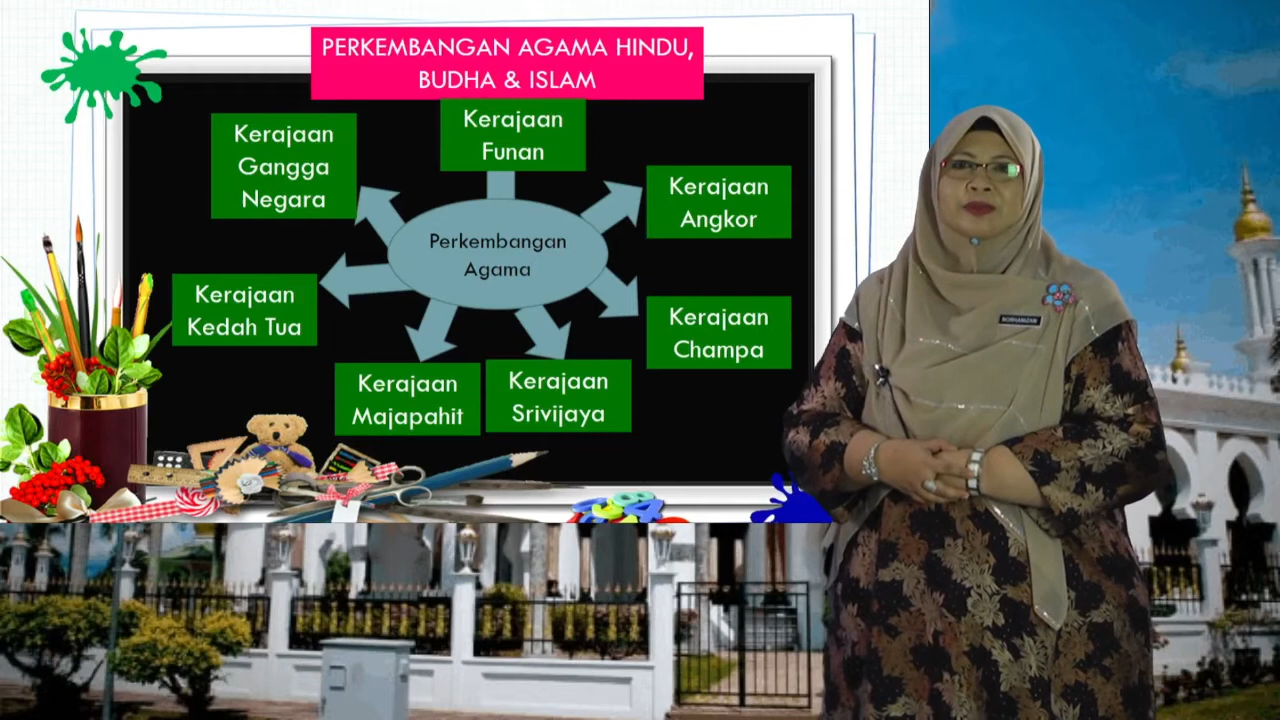 PERKEMBANGAN AGAMA HINDU,
BUDHA & ISLAM
Kerajaan
Gangga
Negara
Kerajaan
Funan
Kerajaan
Angkor
Perkembangan
Agama
Kerajaan
Kedah Tua
Kerajaan
Champa
Kerajaan
Majapahit
Kerajaan
Srivijaya